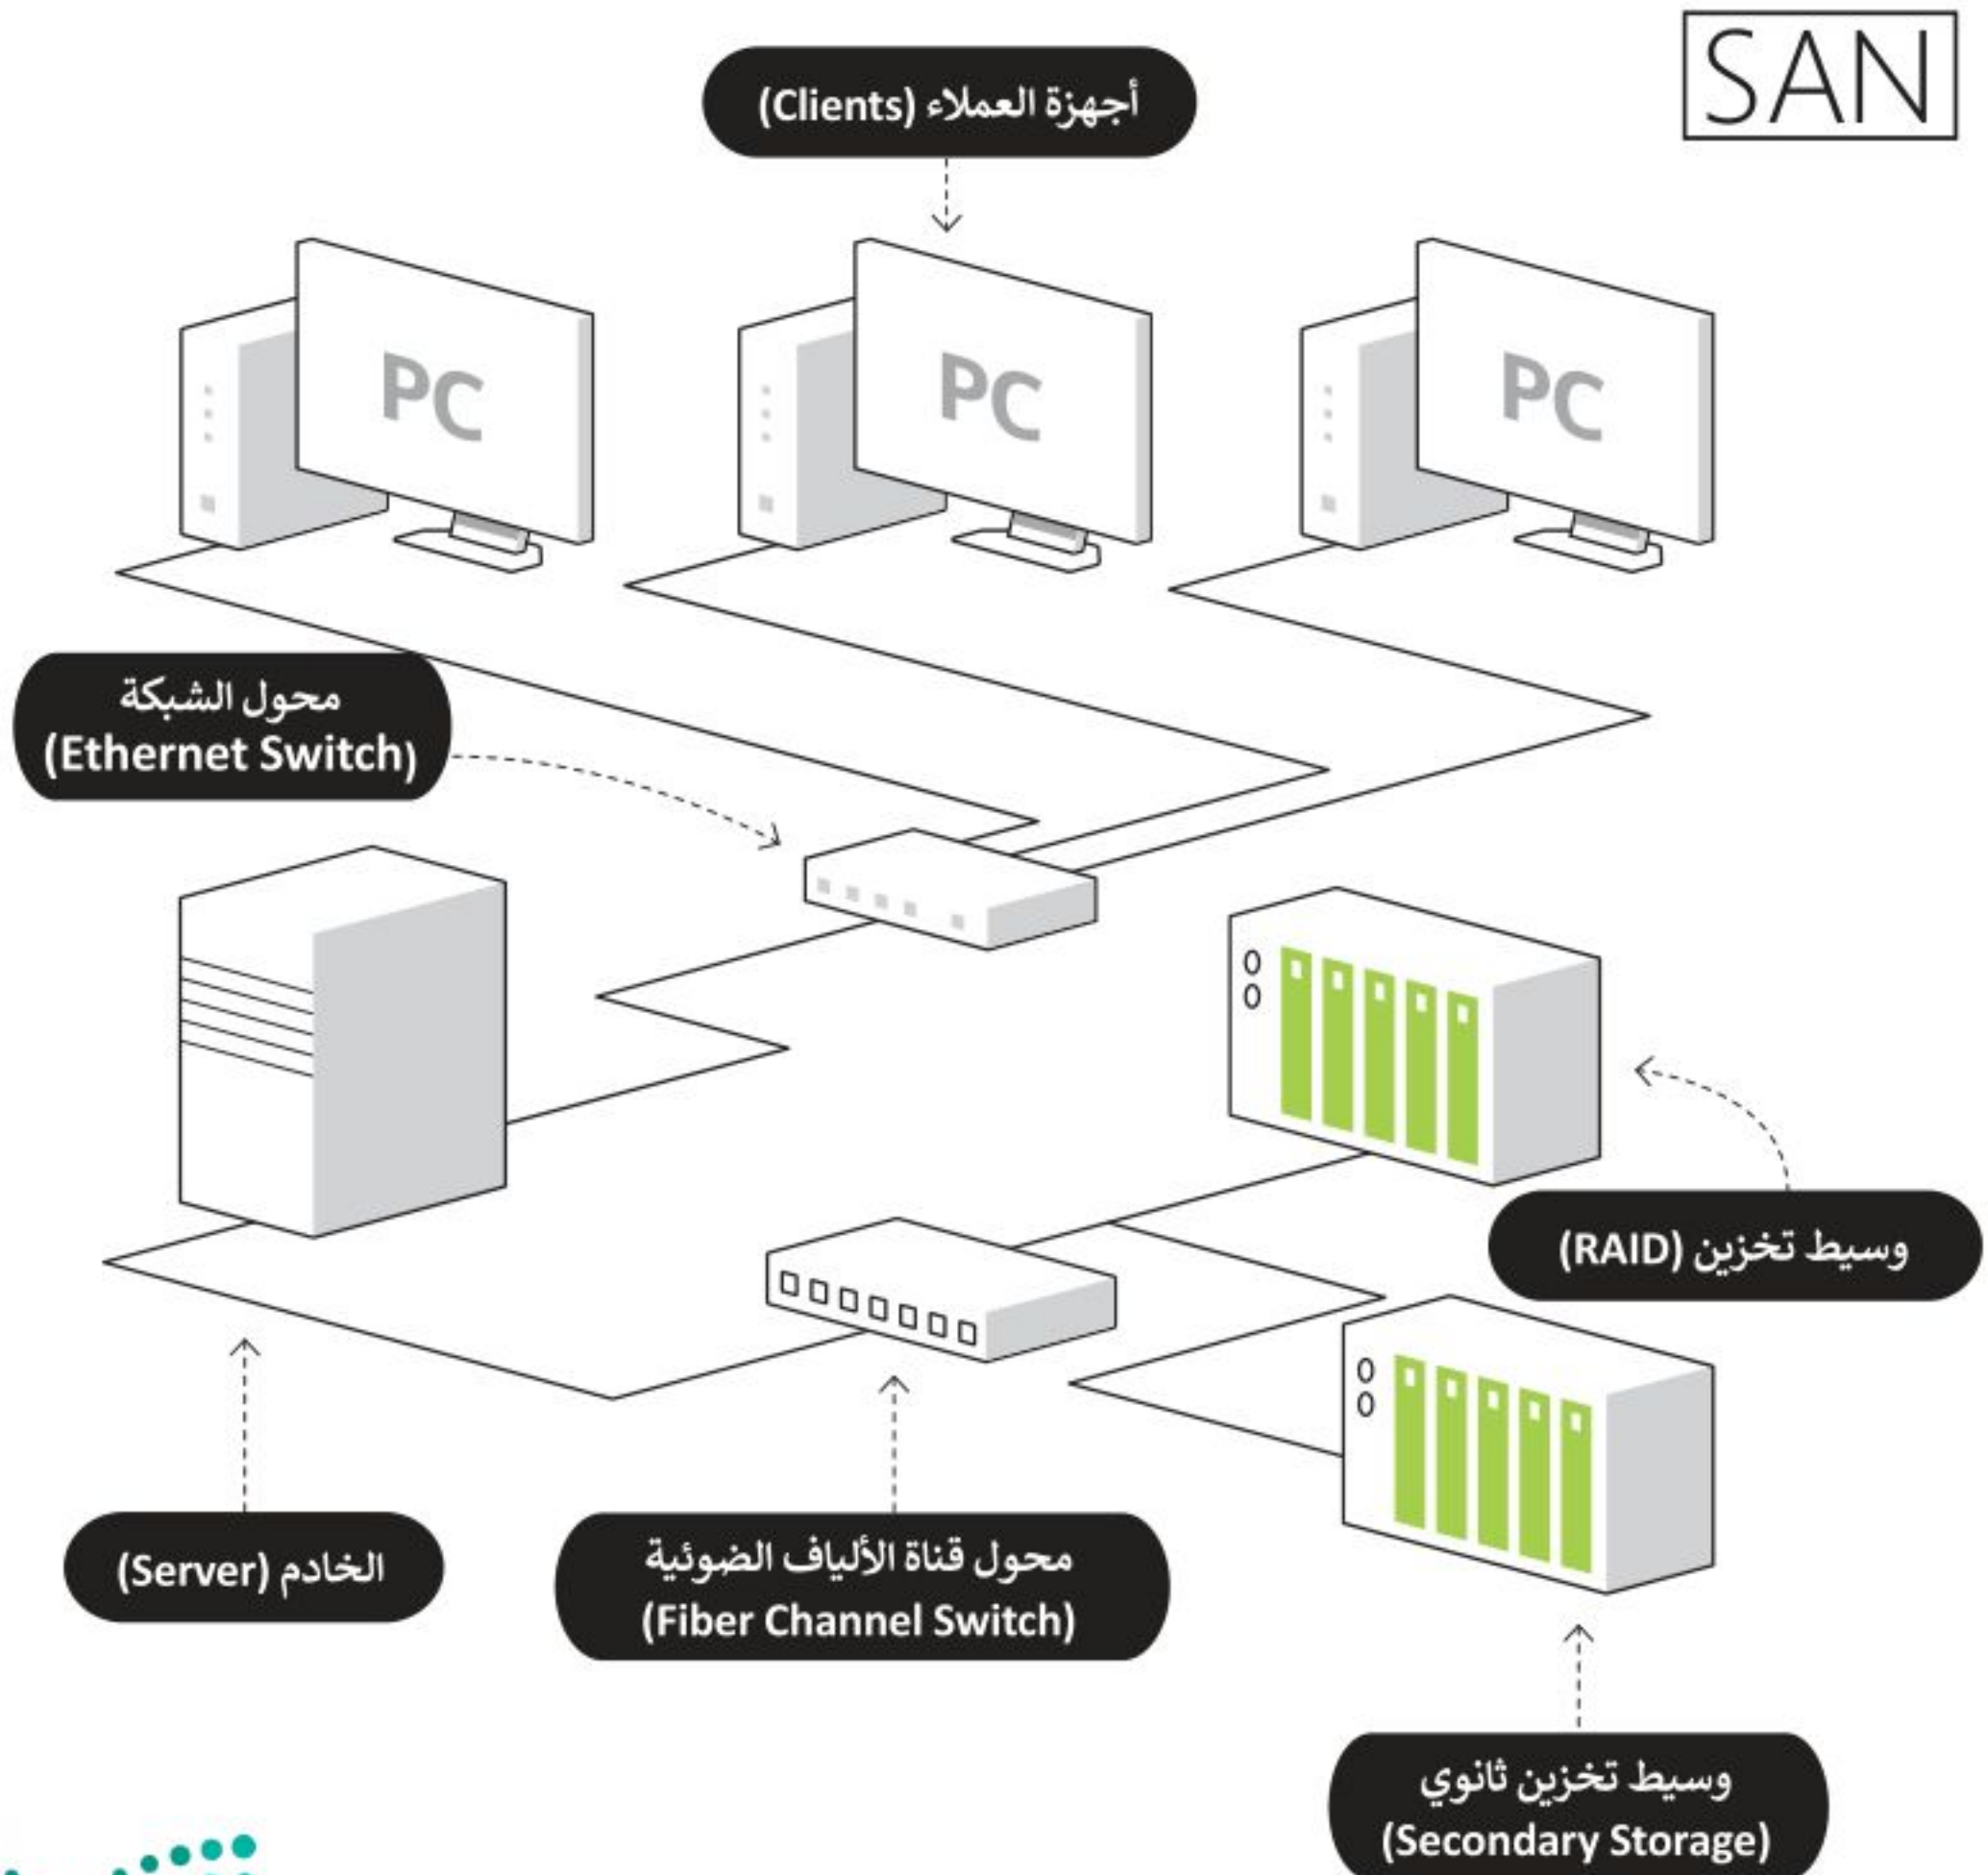 SAN
أجهزة العملاء (Clients)
PC
PC
PC
محول الشبكة
(Ethernet Switch)
وسيط تخزين (RAID)
الخادم (Server)
محول قناة الألياف الضوئية
(Fiber Channel Switch)
وسيط تخزين ثانوي
(Secondary Storage)